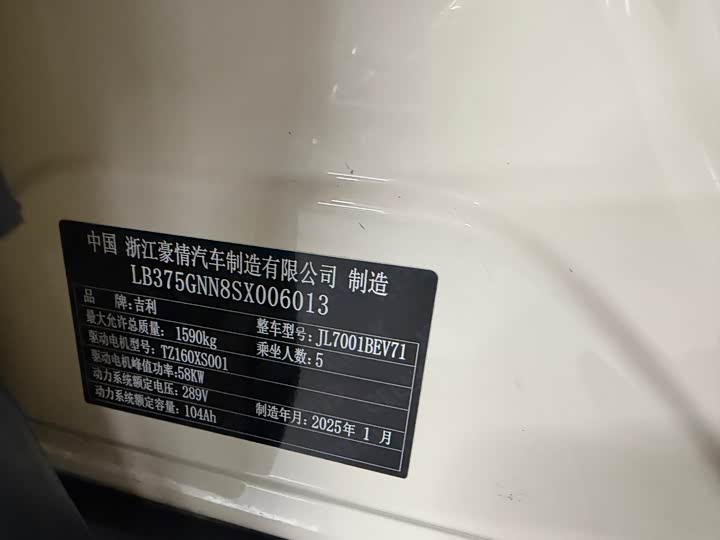 中国 浙江豪情汽车制造有限公司 制造
LB375GNN8SX006013
品 牌:吉利
最大允许总质量: 1590kg 整车型号: JL7001BEV71
驱动电机型号: TZ160XS001 乘坐人数: 5
驱动电机峰值功率:58KW
动力系统额定电压: 289V
动力系统额定容量: 104Ah 制造年月: 2025年 1 月